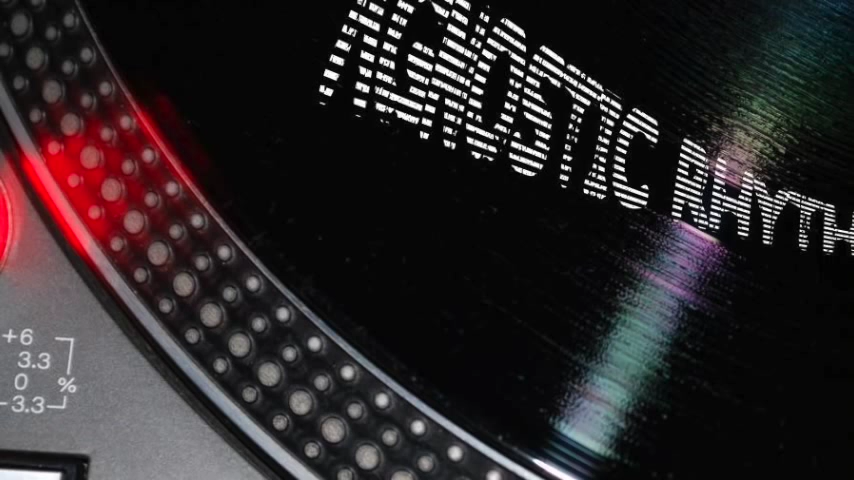 AGNOSTIC RHYTH
+6
3.3
0 %
-3.3